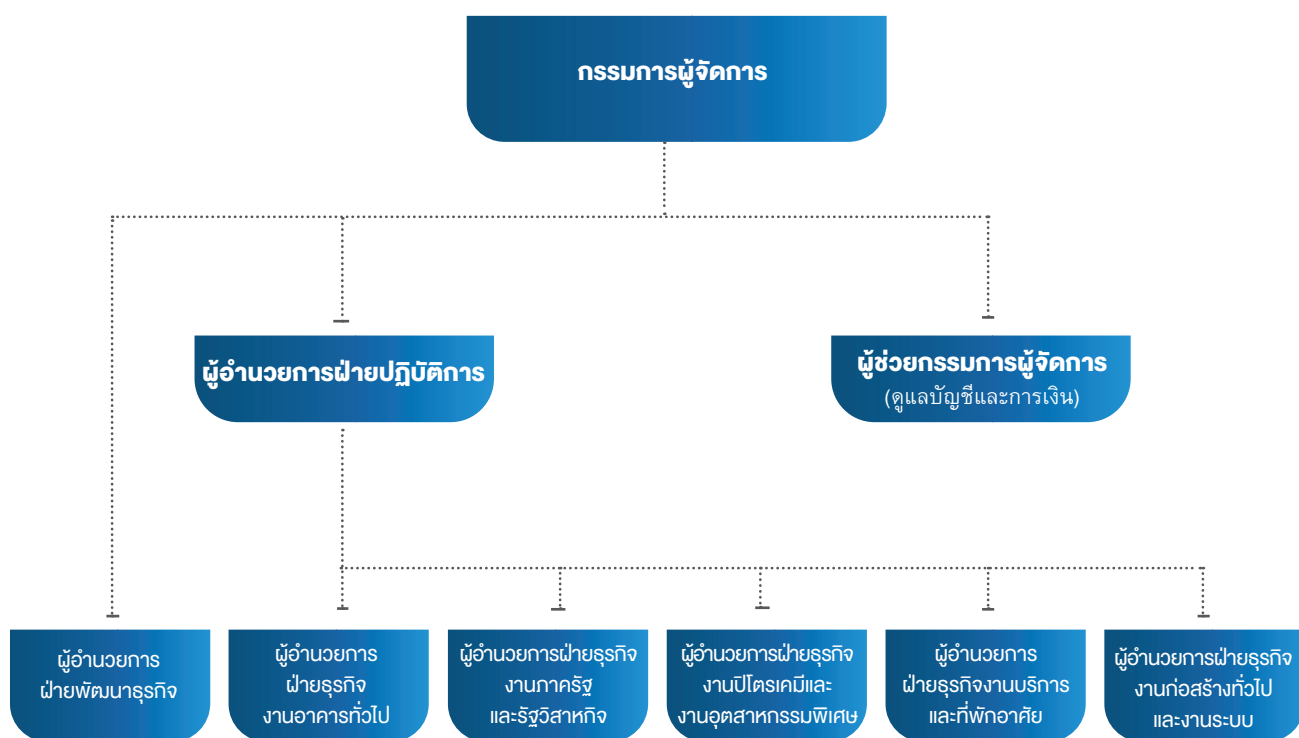 กรรมการผู้จัดการ
ผู้อำนวยการฝ่ายปฏิบัติการ
ผู้ช่วยกรรมการผู้จัดการ
(ดูแลบัญชีและการเงิน)
ผู้อำนวยการ
ฝ่ายพัฒนาธุรกิจ
ผู้อำนวยการ
ฝ่ายธุรกิจ
งานอาคารทั่วไป
ผู้อำนวยการฝ่ายธุรกิจ
งานภาครัฐ
และรัฐวิสาหกิจ
ผู้อำนวยการฝ่ายธุรกิจ
งานปิโตรเคมีและ
งานอุตสาหกรรมพิเศษ
ผู้อำนวยการ
ฝ่ายธุรกิจงานบริการ
และที่พักอาศัย
ผู้อำนวยการฝ่ายธุรกิจ
งานก่อสร้างทั่วไป
และงานระบบ